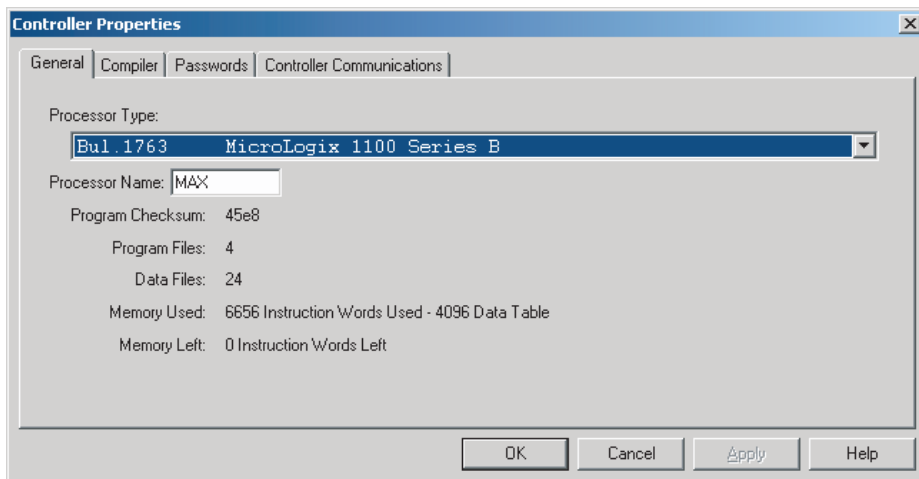 Controller Properties
General Compiler Passwords Controller Communications
Processor Type:
Bul.1763 MicroLogix 1100 Series B
Processor Name: MAX
Program Checksum: 45e8
Program Files: 4
Data Files: 24
Memory Used: 6656 Instruction Words Used - 4096 Data Table
Memory Left: 0 Instruction Words Left
OK Cancel Apply Help